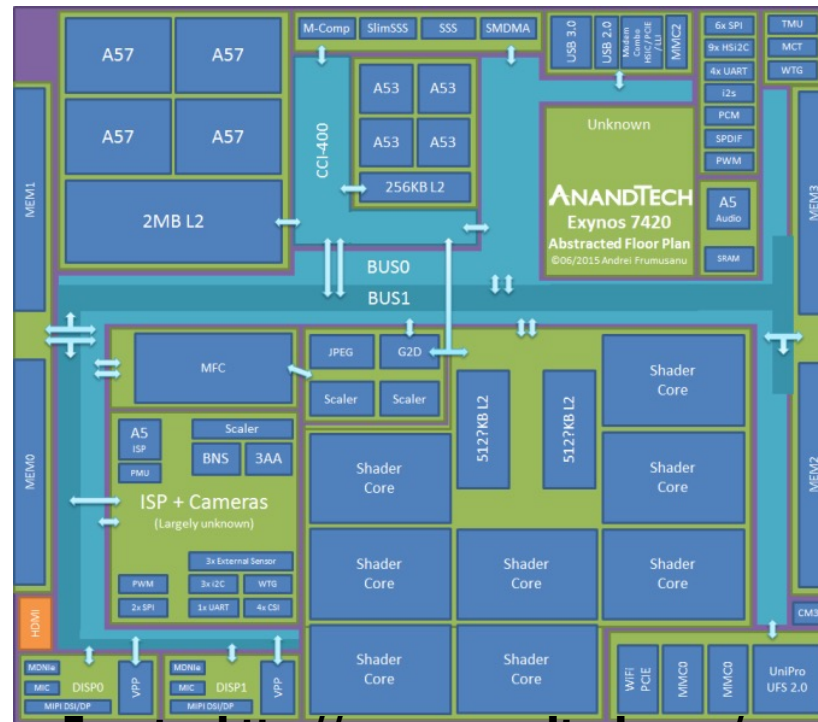 A57
A57
A57
A57
2MB L2
M-Comp
SlimSSS
SSS
SMDMA
CCI-400
A53
A53
A53
A53
256KB L2
USB 3.0
USB 2.0
Modem
Combo
HSIC / PCIE
/ LLI
MMC2
6x SPI
9x HSi2C
4x UART
i2s
PCM
SPDIF
PWM
TMU
MCT
WTG
Unknown
ANANDTECH
Exynos 7420
Abstracted Floor Plan
©06/2015 Andrei Frumusanu
A5
Audio
SRAM
MEM1
MEM3
BUS0
BUS1
MFC
JPEG
G2D
Scaler
Scaler
512?KB L2
512?KB L2
Shader
Core
Shader
Core
Shader
Core
Shader
Core
Shader
Core
Shader
Core
Shader
Core
Shader
Core
MEM0
MEM2
A5
ISP
PMU
Scaler
BNS
3AA
ISP + Cameras
(Largely unknown)
3x External Sensor
PWM
3x i2C
WTG
2x SPI
1x UART
4x CSI
HDMI
CM3
MDNIe
MIC
DISP0
MIPI DSI/DP
VPP
MDNIe
MIC
DISP1
MIPI DSI/DP
VPP
WiFi
PCIE
MMC0
MMC0
UniPro
UFS 2.0